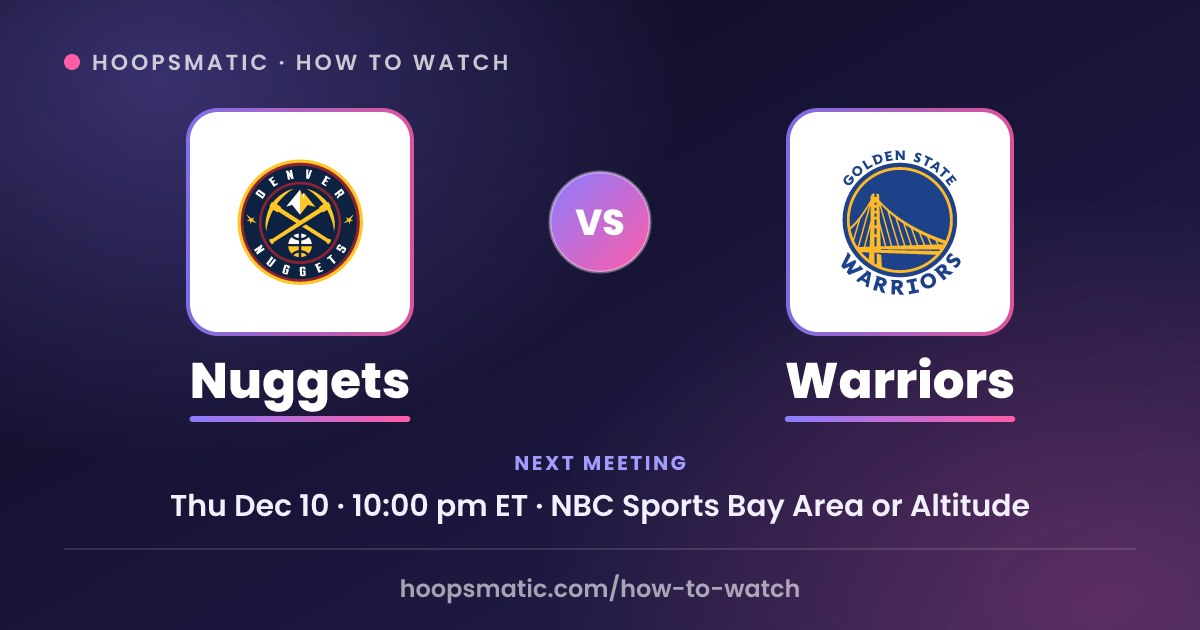 HOOPSMATIC · HOW TO WATCH
DENVER
NUGGETS
VS
GOLDEN STATE
WARRIORS
Nuggets
Warriors
NEXT MEETING
Thu Dec 10 · 10:00 pm ET · NBC Sports Bay Area or Altitude
hoopsmatic.com/how-to-watch